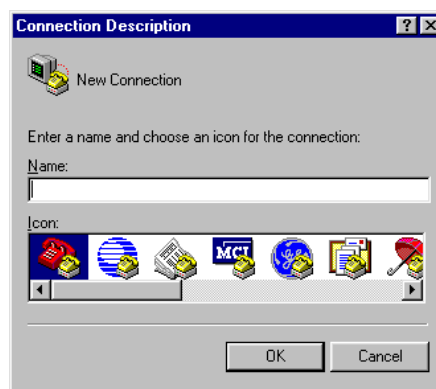 Connection Description
New Connection
Enter a name and choose an icon for the connection:
Name:
Icon:
MCI
OK Cancel